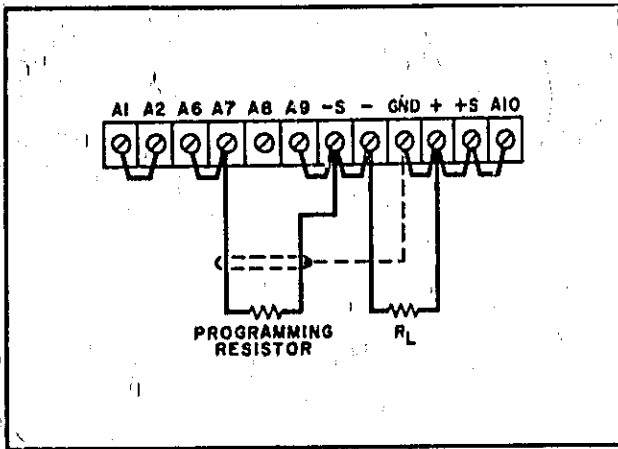 A1 A2 A6 A7 A8 A9 -S - GND + +S A10
PROGRAMMING
RESISTOR
RL